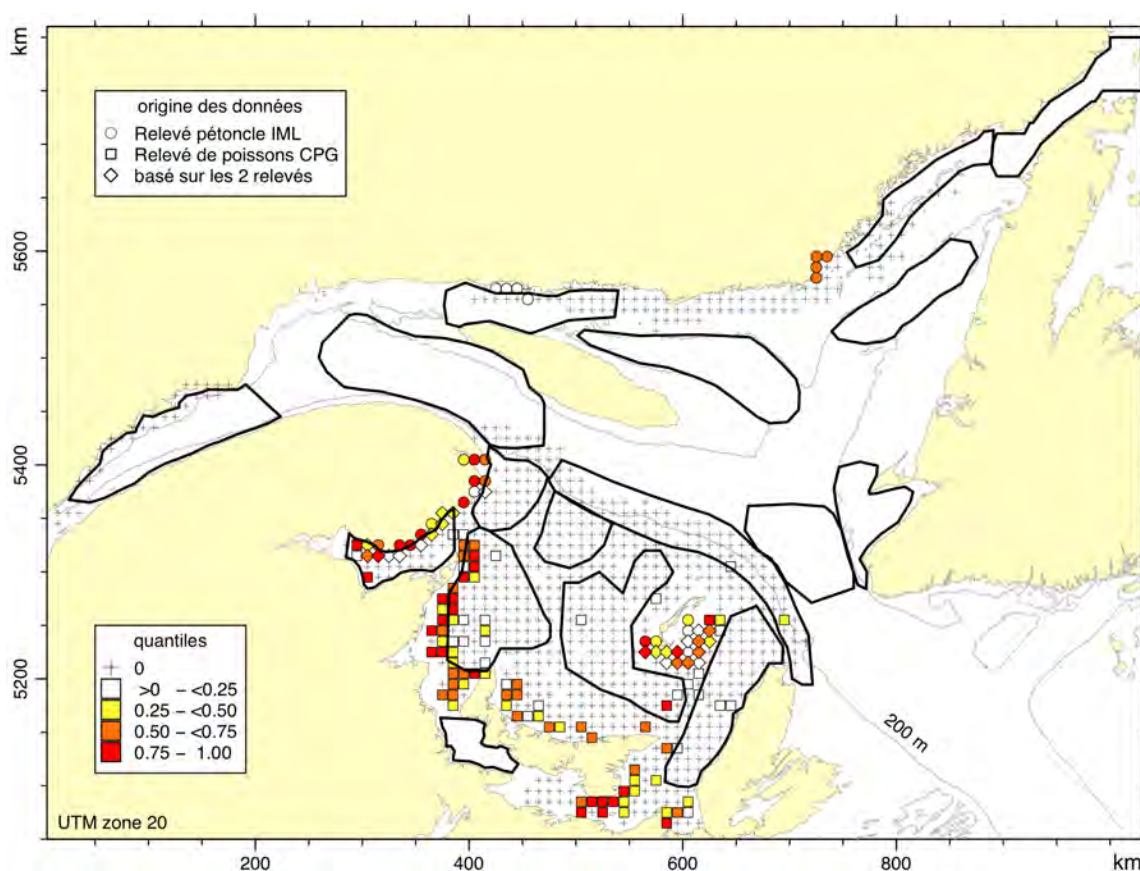 km
origine des données
Relevé pétoncle IML
Relevé de poissons CPG
basé sur les 2 relevés
5600
5400
5200
quantiles
0
>0 - <0.25
0.25 - <0.50
0.50 - <0.75
0.75 - 1.00
200 m
UTM zone 20
200
400
600
800
km